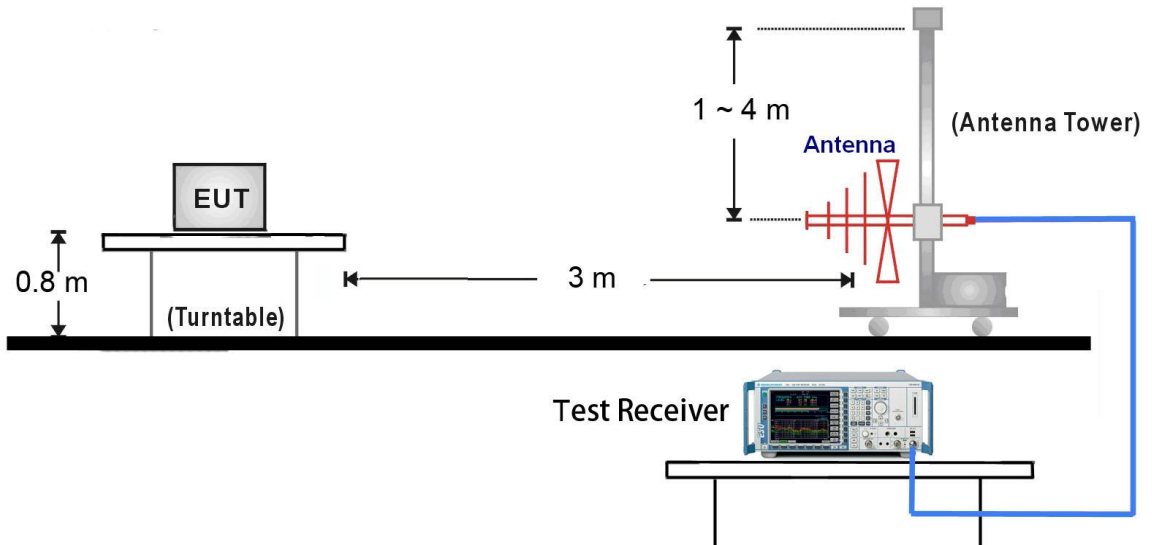 1 ~ 4 m
(Antenna Tower)
Antenna
EUT
0.8 m
3 m
(Turntable)
Test Receiver